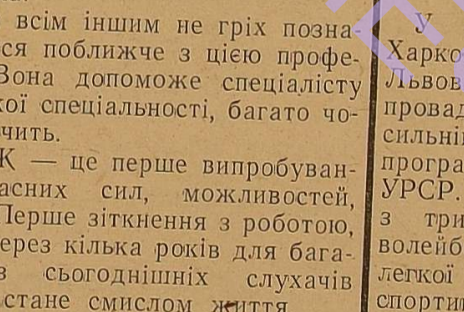 всім іншим не гріх позна-
ся поближче з цією профе-
Вона допоможе спеціалісту
кої спеціальності, багато чо-
чить.
К — це перше випробуван-
асних сил, можливостей,
Перше зіткнення з роботою,
ерез кілька років для бага-
з сьогоднішніх слухачів
стане смислом життя
У
Харко
Львов
провад
сильні
програ
УРСР.
з три
волейб
легкої
спортив